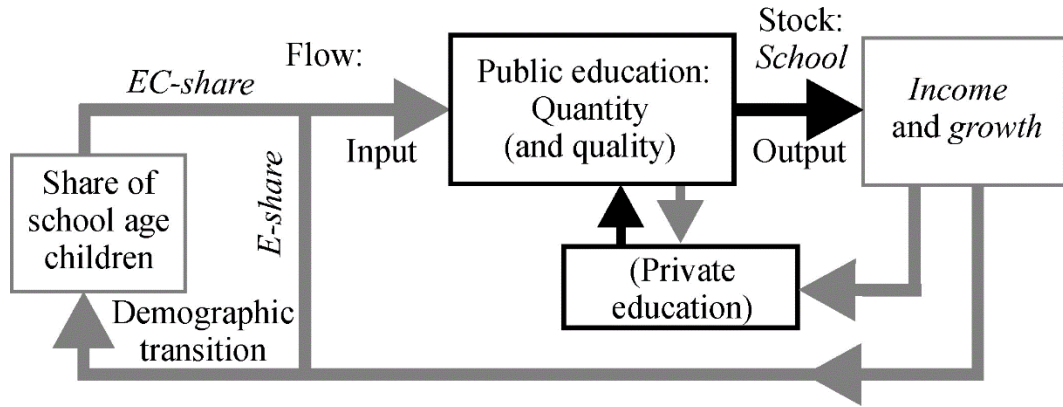 Flow:
EC-share
Input
E-share
Share of
school age
children
Demographic
transition
Public education:
Quantity
(and quality)
Stock:
School
Output
Income
and growth
(Private
education)